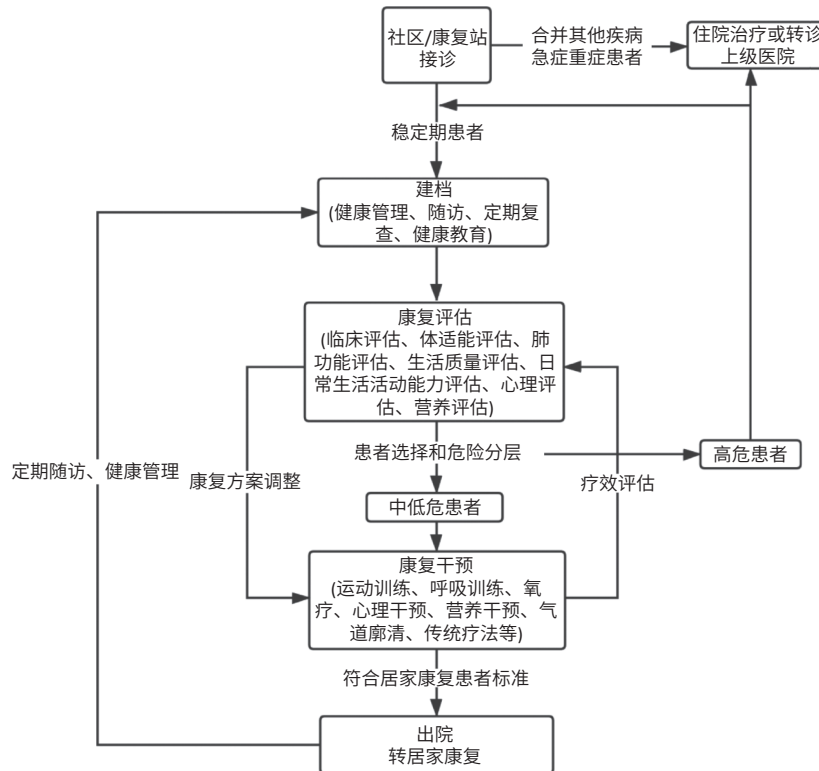 社区/康复站
接诊
合并其他疾病
急症重症患者
住院治疗或转诊
上级医院
稳定期患者
建档
(健康管理、随访、定期复
查、健康教育)
康复评估
(临床评估、体适能评估、肺
功能评估、生活质量评估、日
常生活活动能力评估、心理评
估、营养评估)
患者选择和危险分层
高危患者
定期随访、健康管理
康复方案调整
疗效评估
中低危患者
康复干预
(运动训练、呼吸训练、氧
疗、心理干预、营养干预、气
道廓清、传统疗法等)
符合居家康复患者标准
出院
转居家康复